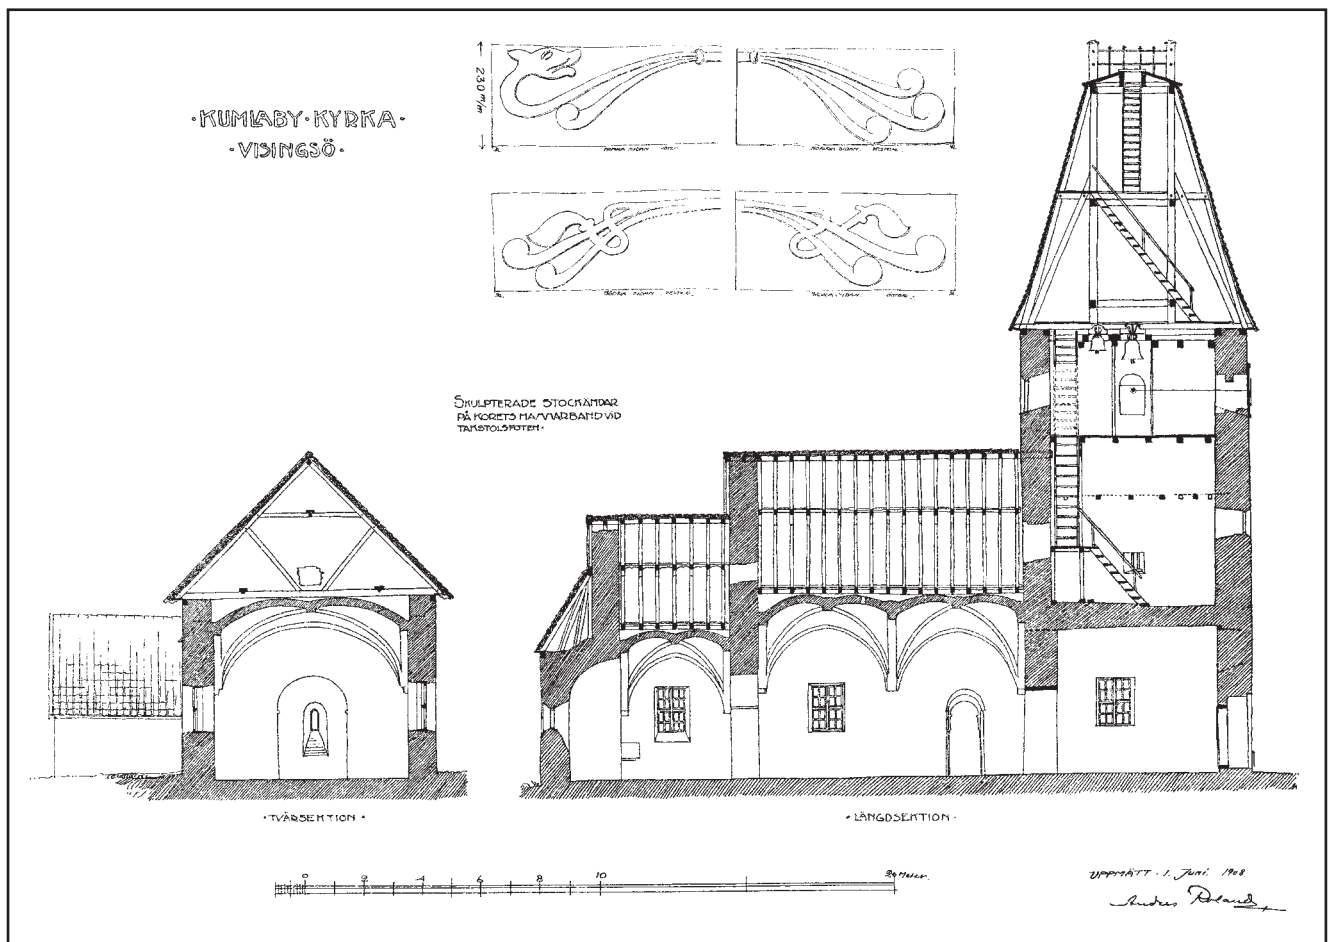 ·KUMLABY·KYRKA·
·VISINGSÖ·
230 m/m
SKULPTERADE STOCKÄNDAR
PÅ KORETS HAMMARBAND VID
TAKSTOLSFOTEN·
·TVÄRSEKTION·
·LÄNGDSEKTION·
0 2 4 6 8 10 20 Meter.
UPPMÄTT · 1. Juni 1908
Anders Roland